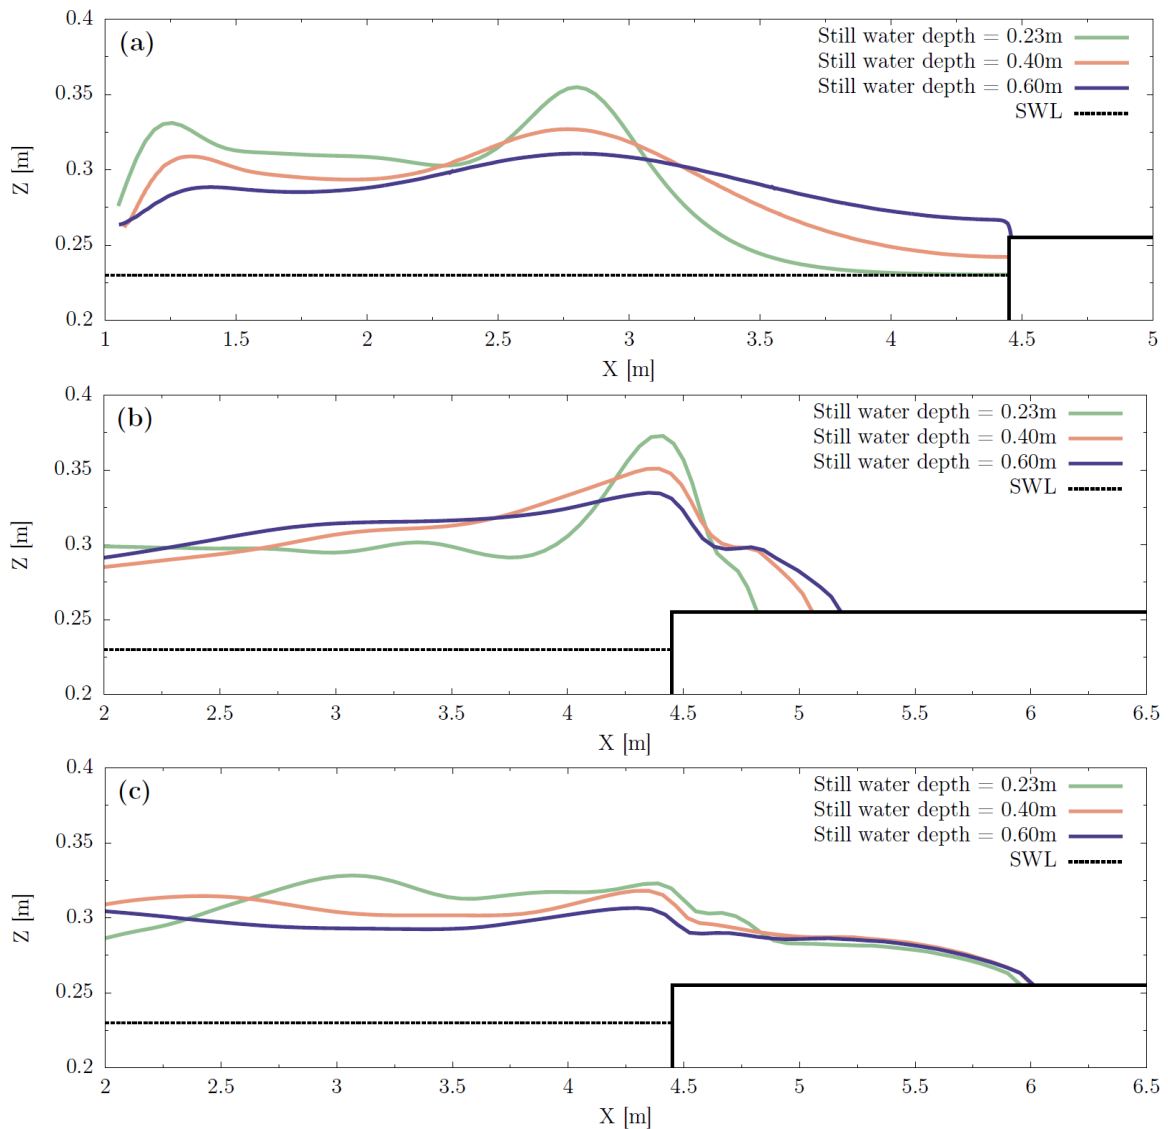 (a)
Still water depth = 0.23m
Still water depth = 0.40m
Still water depth = 0.60m
SWL
0.4
0.35
0.3
0.25
0.2
Z [m]
1 1.5 2 2.5 3 3.5 4 4.5 5
X [m]
(b)
Still water depth = 0.23m
Still water depth = 0.40m
Still water depth = 0.60m
SWL
0.4
0.35
0.3
0.25
0.2
Z [m]
2 2.5 3 3.5 4 4.5 5 5.5 6 6.5
X [m]
(c)
Still water depth = 0.23m
Still water depth = 0.40m
Still water depth = 0.60m
SWL
0.4
0.35
0.3
0.25
0.2
Z [m]
2 2.5 3 3.5 4 4.5 5 5.5 6 6.5
X [m]